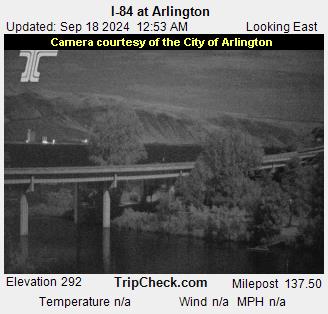 I-84 at Arlington
Updated: Sep 18 2024 12:53 AM Looking East
Camera courtesy of the City of Arlington
Elevation 292 TripCheck.com Milepost 137.50
Temperature n/a Wind n/a MPH n/a